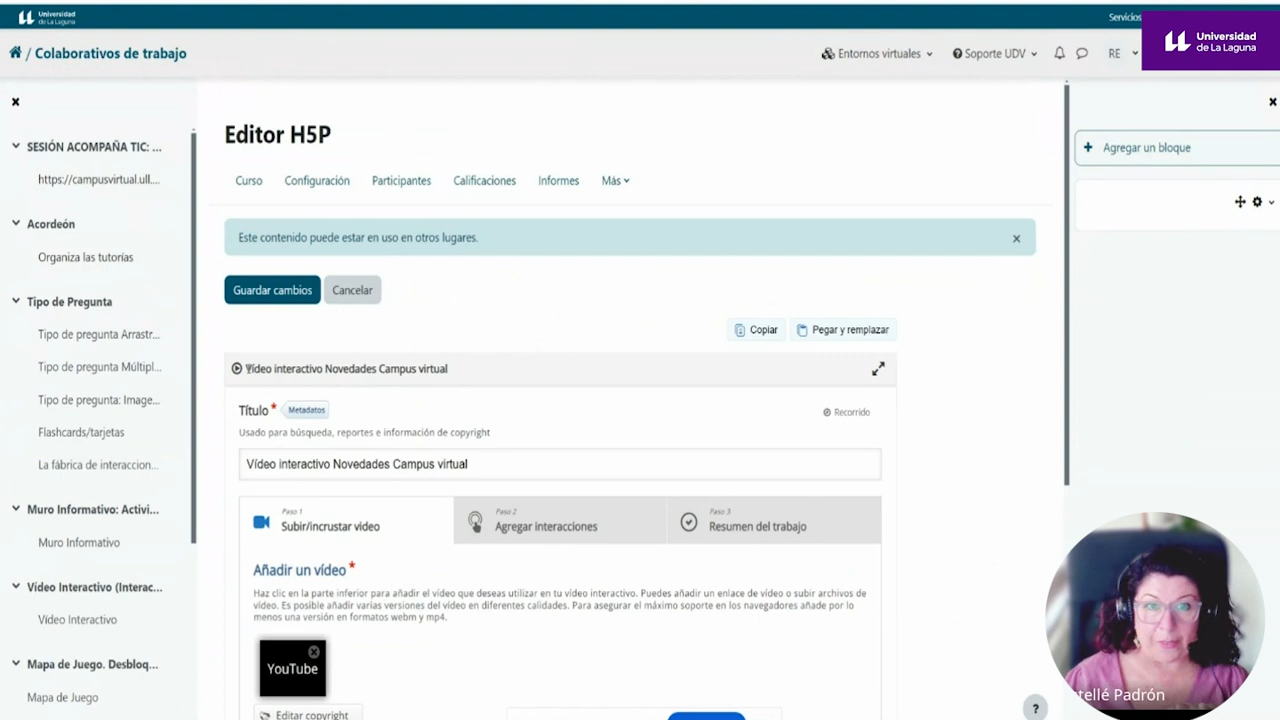 Universidad
de La Laguna
Servicios
Universidad
de La Laguna
/ Colaborativos de trabajo
Entornos virtuales
Soporte UDV
RE
SESIÓN ACOMPAÑA TIC: ...
https://campusvirtual.ull....
Acordeón
Organiza las tutorías
Tipo de Pregunta
Tipo de pregunta Arrastr...
Tipo de pregunta Múltipl...
Tipo de pregunta: Image...
Flashcards/tarjetas
La fábrica de interaccion...
Muro Informativo: Activi...
Muro Informativo
Vídeo Interactivo (Interac...
Vídeo Interactivo
Mapa de Juego. Desbloq...
Mapa de Juego
Editor H5P
Curso
Configuración
Participantes
Calificaciones
Informes
Más
Este contenido puede estar en uso en otros lugares.
Guardar cambios
Cancelar
Copiar
Pegar y remplazar
Vídeo interactivo Novedades Campus virtual
Título * Metadatos
Recorrido
Usado para búsqueda, reportes e información de copyright
Vídeo interactivo Novedades Campus virtual
Paso 1
Subir/incrustar video
Paso 2
Agregar interacciones
Paso 3
Resumen del trabajo
Añadir un vídeo *
Haz clic en la parte inferior para añadir el vídeo que deseas utilizar en tu vídeo interactivo. Puedes añadir un enlace de vídeo o subir archivos de
vídeo. Es posible añadir varias versiones del vídeo en diferentes calidades. Para asegurar el máximo soporte en los navegadores añade por lo
menos una versión en formatos webm y mp4.
YouTube
Editar copyright
Agregar un bloque
tellé Padrón
?